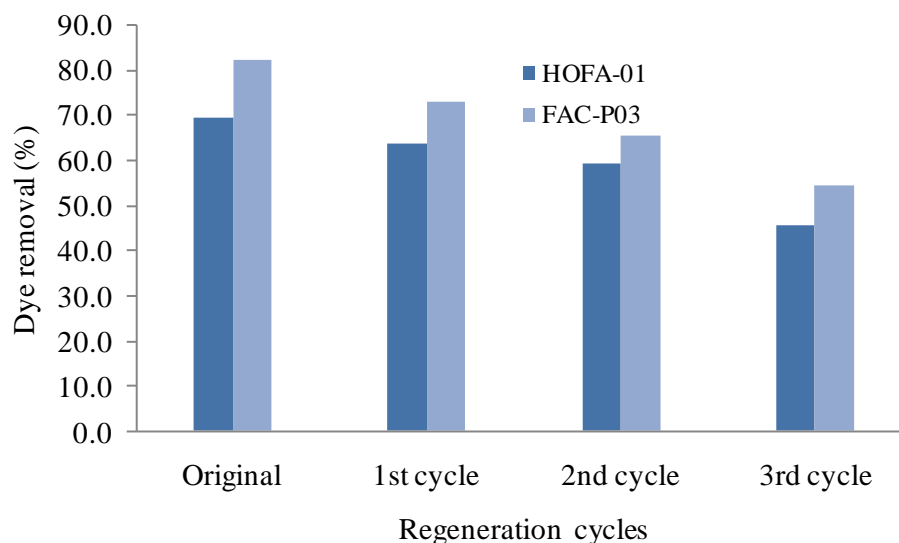 90.0
80.0
70.0
60.0
50.0
40.0
30.0
20.0
10.0
0.0
Dye removal (%)
HOFA-01
FAC-P03
Original 1st cycle 2nd cycle 3rd cycle
Regeneration cycles